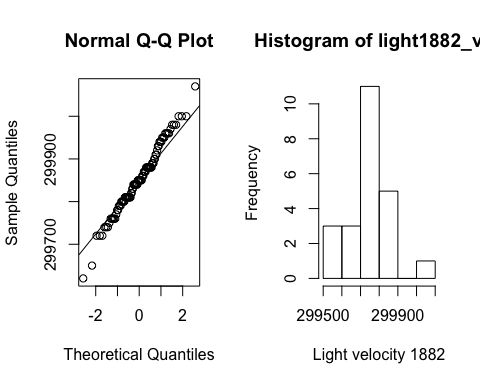 Normal Q-Q Plot
Sample Quantiles
299700
299900
-2
0
2
Theoretical Quantiles
Histogram of light1882_v
Frequency
0
2
4
6
8
10
299500
299900
Light velocity 1882